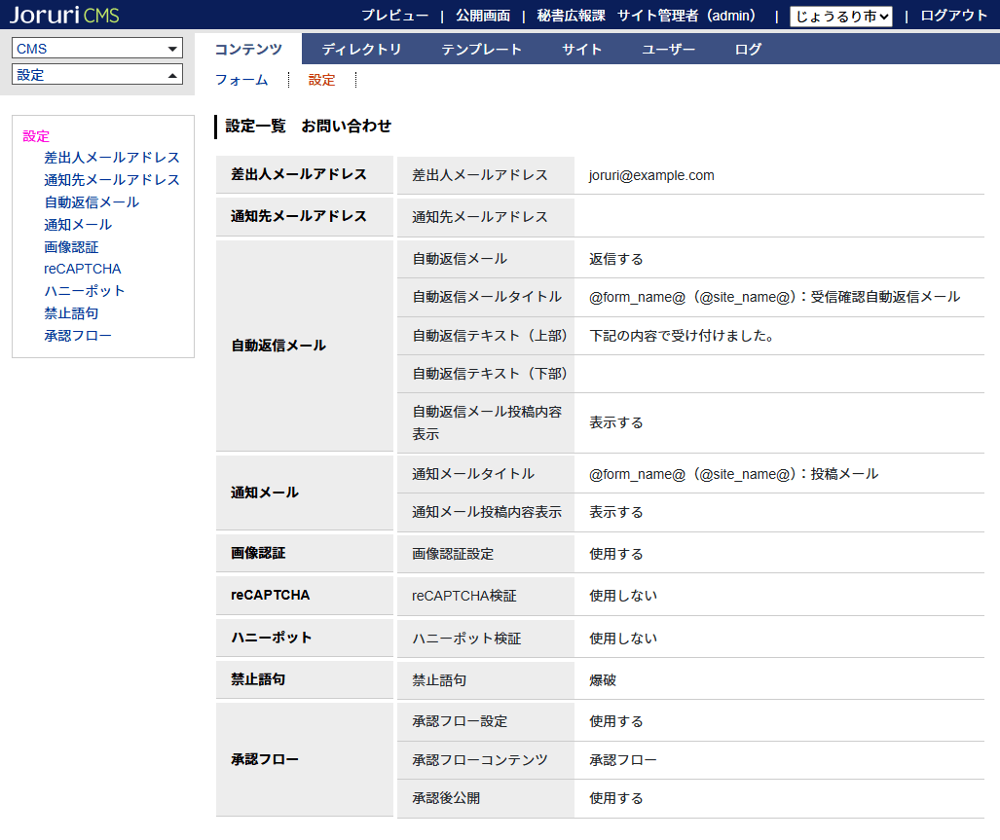 Joruri CMS
プレビュー | 公開画面 | 秘書広報課 サイト管理者（admin） | じょうるり市 | ログアウト
CMS
設定
コンテンツ ディレクトリ テンプレート サイト ユーザー ログ
フォーム 設定
設定
差出人メールアドレス
通知先メールアドレス
自動返信メール
通知メール
画像認証
reCAPTCHA
ハニーポット
禁止語句
承認フロー
設定一覧 お問い合わせ
差出人メールアドレス 差出人メールアドレス joruri@example.com
通知先メールアドレス 通知先メールアドレス
自動返信メール
自動返信メール 返信する
自動返信メールタイトル @form_name@（@site_name@）：受信確認自動返信メール
自動返信テキスト（上部） 下記の内容で受け付けました。
自動返信テキスト（下部）
自動返信メール投稿内容
表示
表示する
通知メール
通知メールタイトル @form_name@（@site_name@）：投稿メール
通知メール投稿内容表示 表示する
画像認証 画像認証設定 使用する
reCAPTCHA reCAPTCHA検証 使用しない
ハニーポット ハニーポット検証 使用しない
禁止語句 禁止語句 爆破
承認フロー
承認フロー設定 使用する
承認フローコンテンツ 承認フロー
承認後公開 使用する